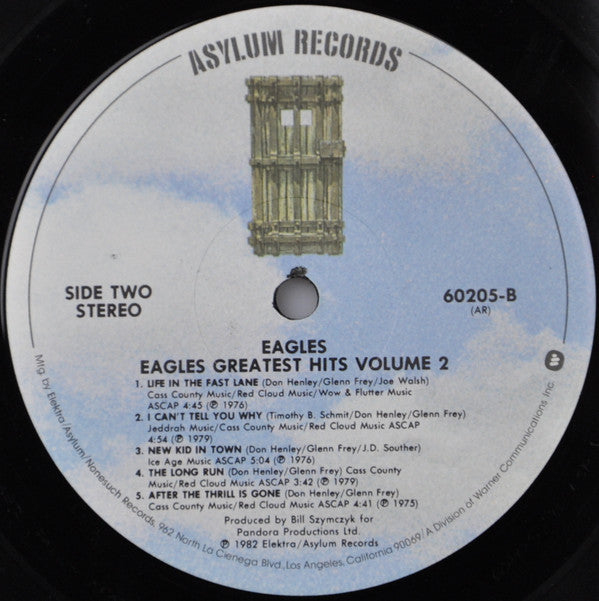 ASYLUM RECORDS
SIDE TWO
STEREO
60205-B
(AR)
EAGLES
EAGLES GREATEST HITS VOLUME 2
1. LIFE IN THE FAST LANE (Don Henley/Glenn Frey/Joe Walsh)
Cass County Music/Red Cloud Music/Wow & Flutter Music
ASCAP 4:45 (℗ 1976)
2. I CAN'T TELL YOU WHY (Timothy B. Schmit/Don Henley/Glenn Frey)
Jeddrah Music/Cass County Music/Red Cloud Music ASCAP
4:54 (℗ 1979)
3. NEW KID IN TOWN (Don Henley/Glenn Frey/J.D. Souther)
Ice Age Music ASCAP 5:04 (℗ 1976)
4. THE LONG RUN (Don Henley/Glenn Frey) Cass County
Music/Red Cloud Music ASCAP 3:42 (℗ 1979)
5. AFTER THE THRILL IS GONE (Don Henley/Glenn Frey)
Cass County Music/Red Cloud Music ASCAP 4:41 (℗ 1975)
Produced by Bill Szymczyk for
Pandora Productions Ltd.
℗ 1982 Elektra/Asylum Records
Mfg. by Elektra/Asylum/Nonesuch Records, 962 North La Cienega Blvd., Los Angeles, California 90069/A Division of Warner Communications Inc.